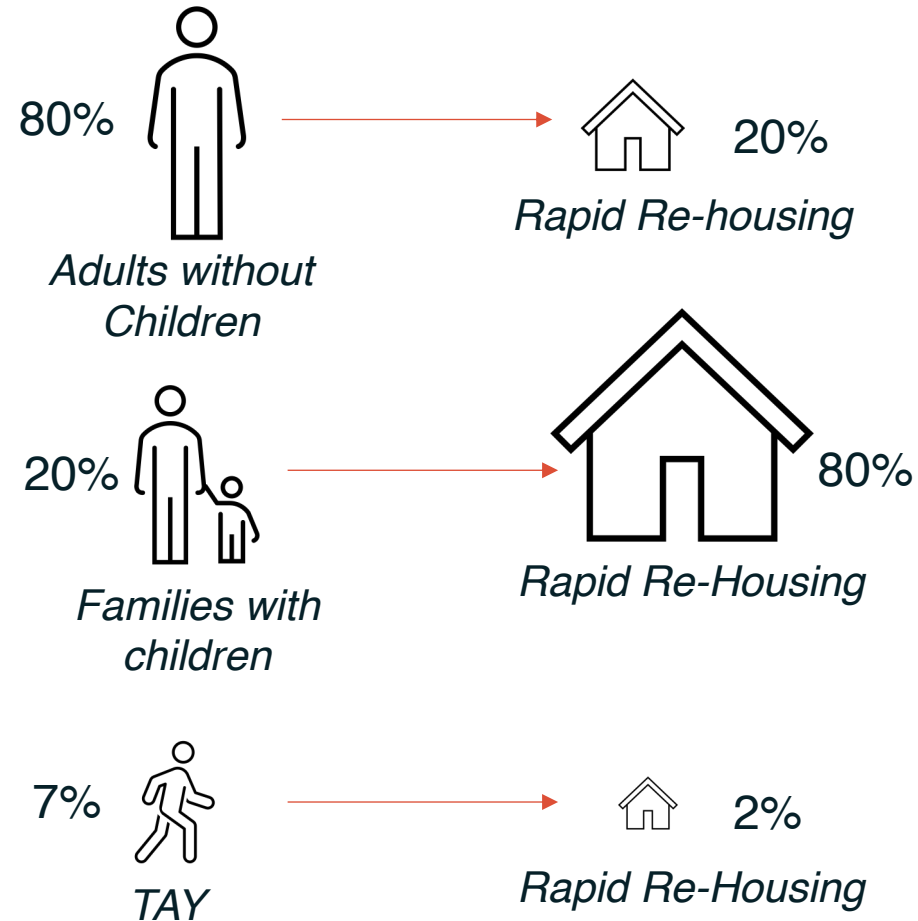 80%
20%
Rapid Re-housing
Adults without
Children
20%
80%
Rapid Re-Housing
Families with
children
7%
2%
Rapid Re-Housing
TAY